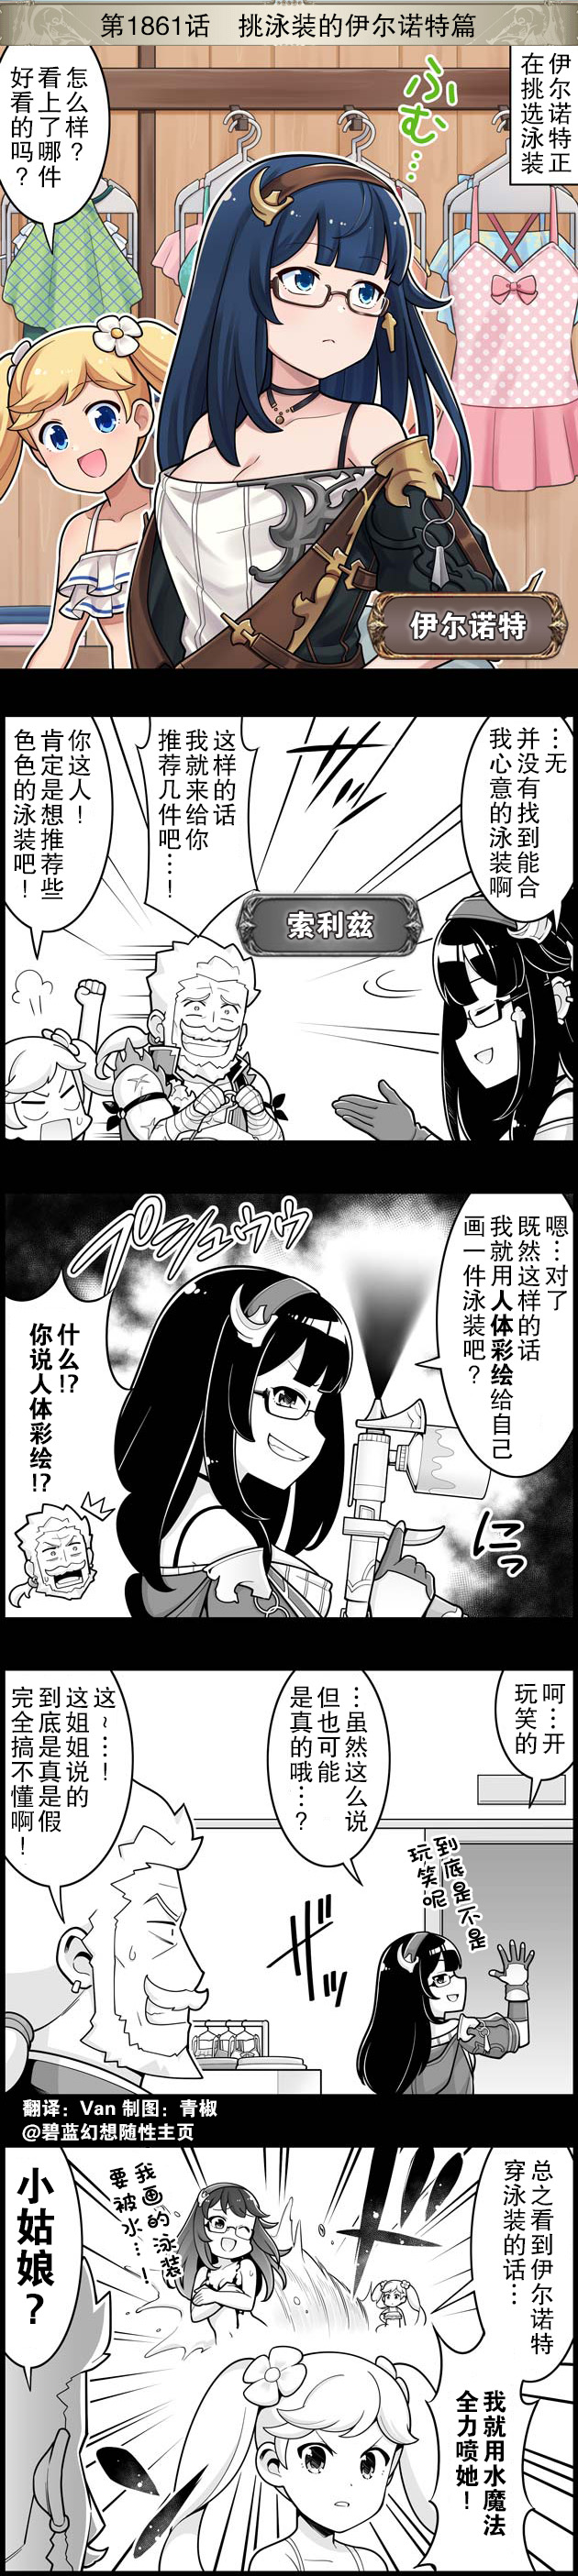 第1861话　挑泳装的伊尔诺特篇
伊尔诺特正
在挑选泳装
ふむ…
怎么样？
看上了哪件
好看的吗？
伊尔诺特
…无
并没有找到能合
我心意的泳装啊
这样的话
我就来给你
推荐几件吧…！
你这人！
肯定是想推荐些
色色的泳装吧！
索利兹
嗯…对了
既然这样的话
我就用人体彩绘给自己
画一件泳装吧？
プシュゥゥ
什么!?
你说人体彩绘!?
にっ
呵…开
玩笑的
…虽然这么说
但也可能
是真的哦…？
到底是不是
玩笑呢
这~…！
这姐姐说的
到底是真是假
完全搞不懂啊！
翻译：Van 制图：青椒
@碧蓝幻想随性主页
总之看到伊尔诺特
穿泳装的话…
我画的泳装
要被水…！
我就用水魔法
全力喷她！
小姑娘？